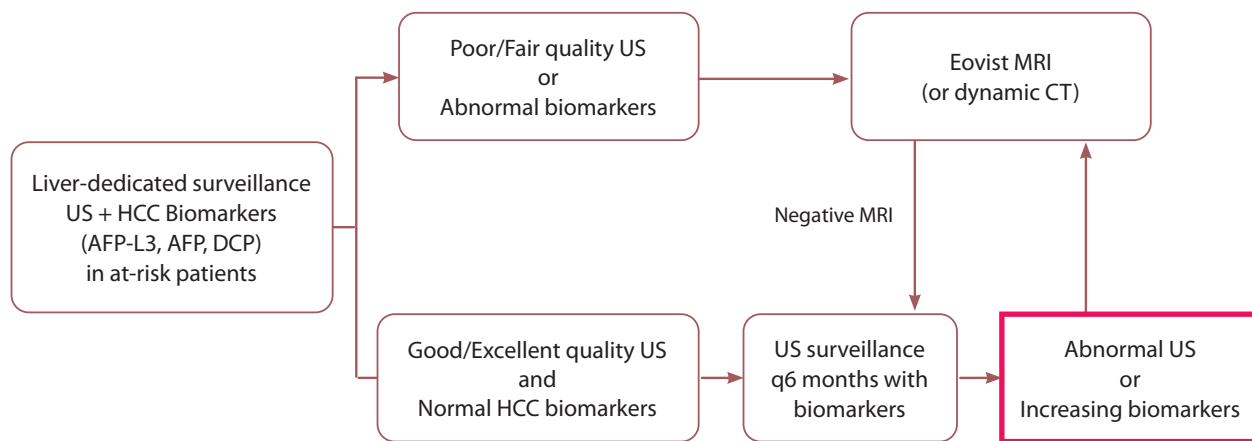 Liver-dedicated surveillance
US + HCC Biomarkers
(AFP-L3, AFP, DCP)
in at-risk patients
Poor/Fair quality US
or
Abnormal biomarkers
Eovist MRI
(or dynamic CT)
Negative MRI
Good/Excellent quality US
and
Normal HCC biomarkers
US surveillance
q6 months with
biomarkers
Abnormal US
or
Increasing biomarkers